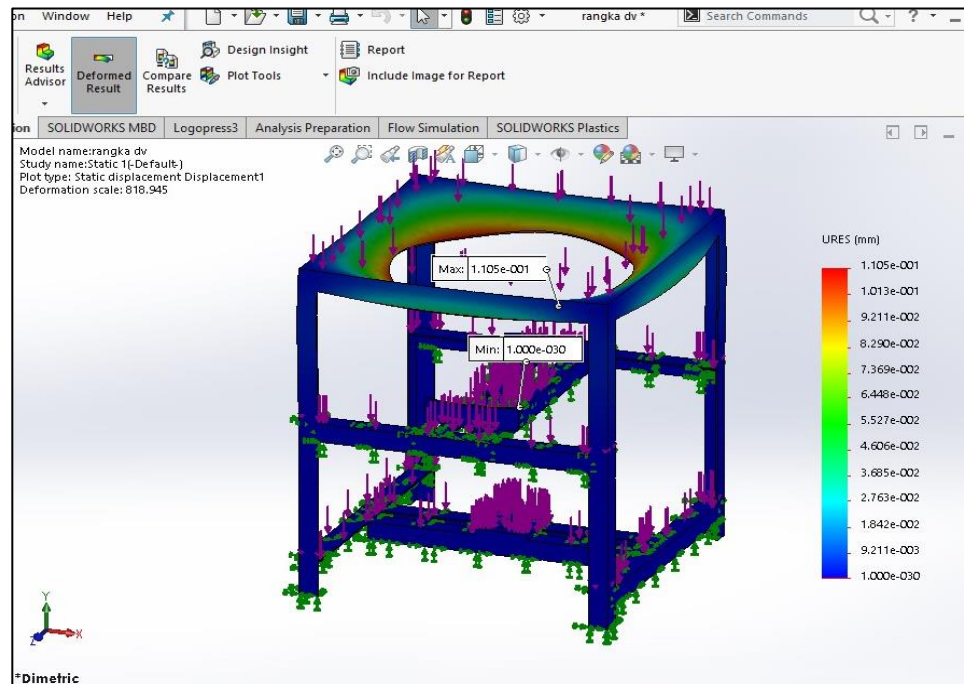 on Window Help rangka dv * Search Commands ?
Results Advisor
Deformed Result
Compare Results
Design Insight
Plot Tools
Report
Include Image for Report
ion SOLIDWORKS MBD Logopress3 Analysis Preparation Flow Simulation SOLIDWORKS Plastics
Model name:rangka dv
Study name:Static 1(-Default-)
Plot type: Static displacement Displacement1
Deformation scale: 818.945
URES (mm)
1.105e-001
1.013e-001
9.211e-002
8.290e-002
7.369e-002
6.448e-002
5.527e-002
4.606e-002
3.685e-002
2.763e-002
1.842e-002
9.211e-003
1.000e-030
Max: 1.105e-001
Min: 1.000e-030
Y
X
Z
*Dimetric